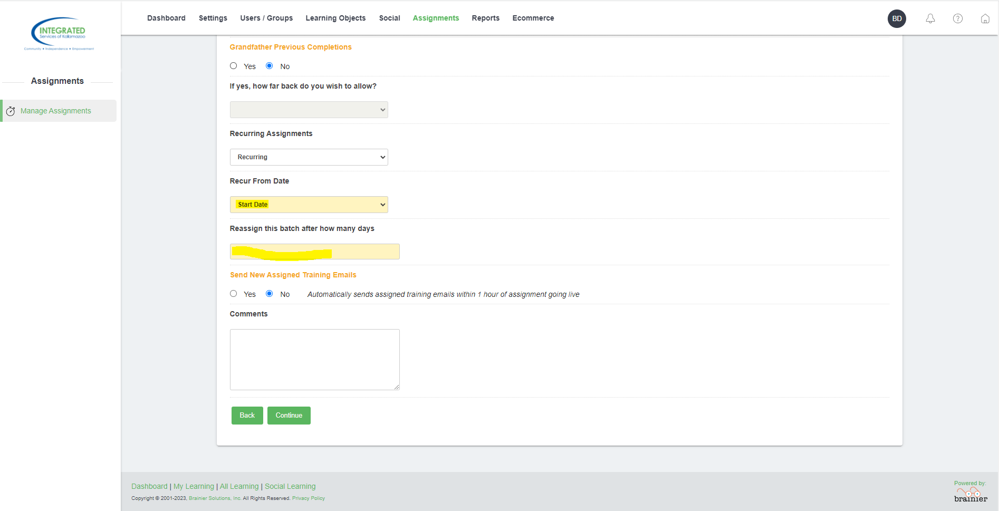 INTEGRATED
Services of Kalamazoo
Community • Independence • Empowerment
Dashboard Settings Users / Groups Learning Objects Social Assignments Reports Ecommerce
BD
?
Assignments
Manage Assignments
Grandfather Previous Completions
Yes No
If yes, how far back do you wish to allow?
Recurring Assignments
Recurring
Recur From Date
Start Date
Reassign this batch after how many days
Send New Assigned Training Emails
Yes No Automatically sends assigned training emails within 1 hour of assignment going live
Comments
Back Continue
Dashboard | My Learning | All Learning | Social Learning
Copyright © 2001-2023, Brainier Solutions, Inc. All Rights Reserved. Privacy Policy
Powered by:
brainier